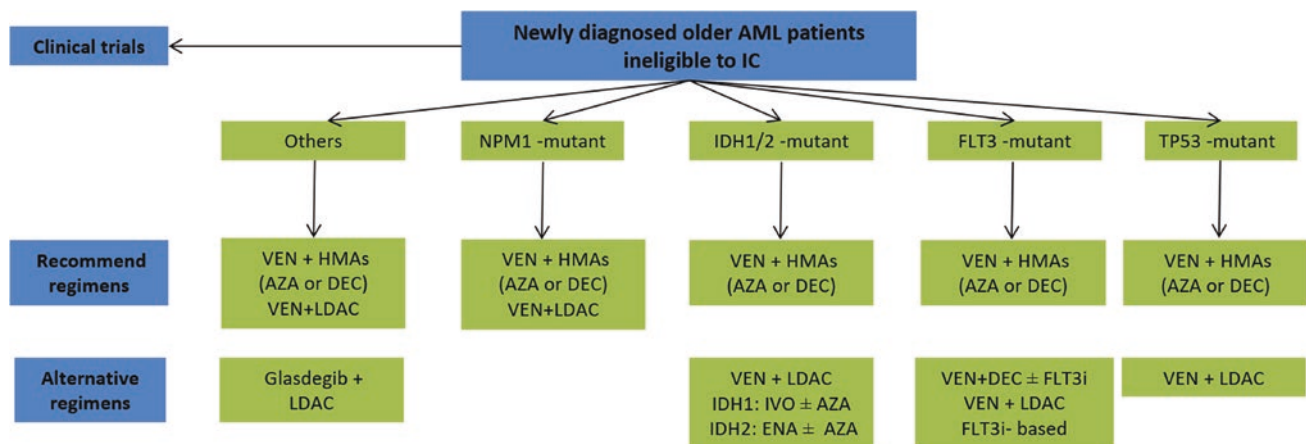 Clinical trials
Newly diagnosed older AML patients
ineligible to IC
Others
NPM1 -mutant
IDH1/2 -mutant
FLT3 -mutant
TP53 -mutant
Recommend
regimens
VEN + HMAs
(AZA or DEC)
VEN+LDAC
VEN + HMAs
(AZA or DEC)
VEN+LDAC
VEN + HMAs
(AZA or DEC)
VEN + HMAs
(AZA or DEC)
VEN + HMAs
(AZA or DEC)
Alternative
regimens
Glasdegib +
LDAC
VEN + LDAC
IDH1: IVO ± AZA
IDH2: ENA ± AZA
VEN+DEC ± FLT3i
VEN + LDAC
FLT3i- based
VEN + LDAC